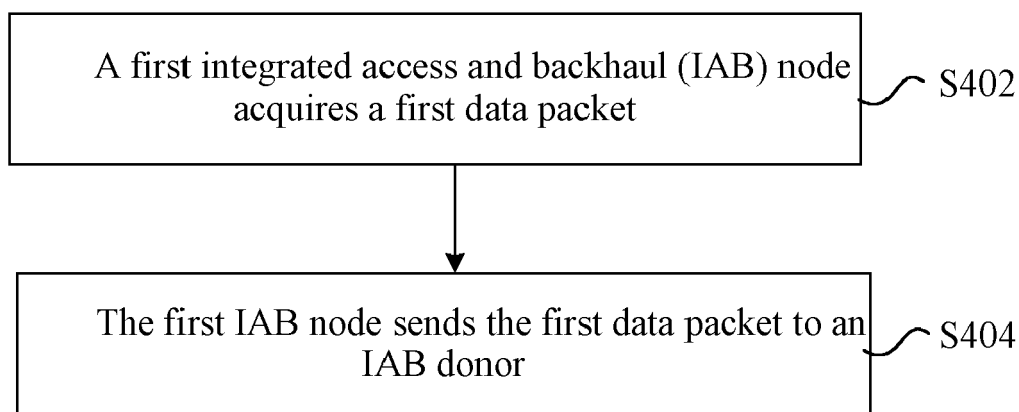 A first integrated access and backhaul (IAB) node
acquires a first data packet
S402
The first IAB node sends the first data packet to an
IAB donor
S404